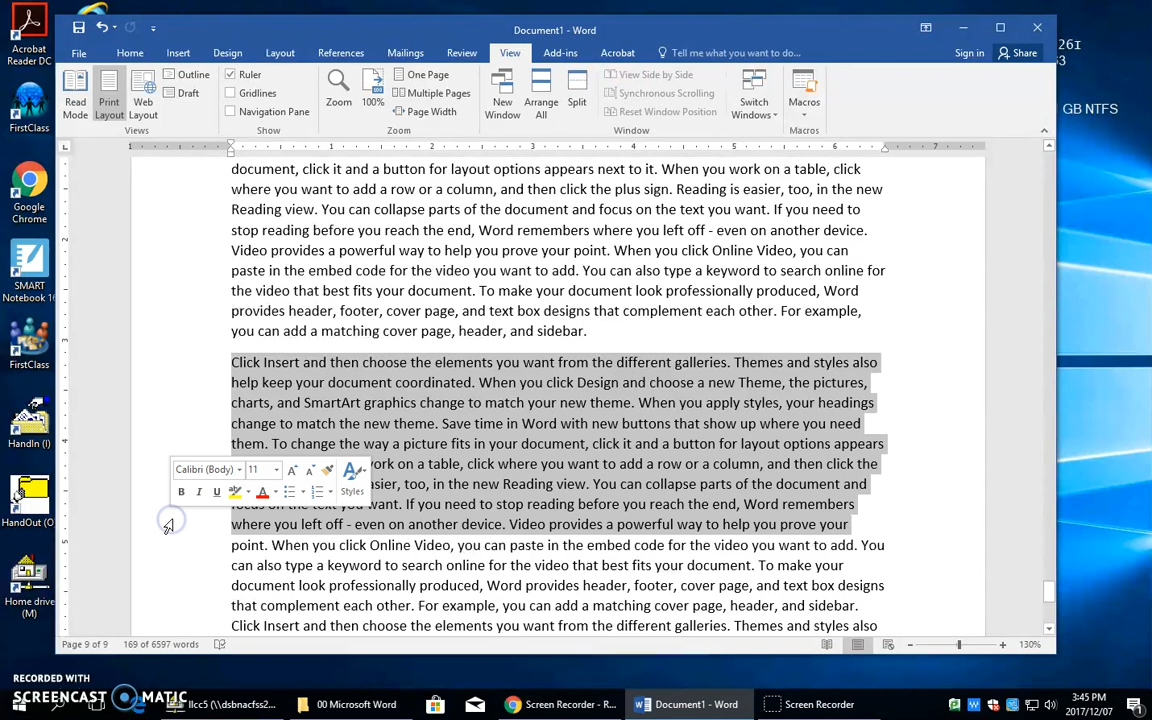 Document1 - Word
File Home Insert Design Layout References Mailings Review View Add-ins Acrobat Tell me what you want to do... Sign in Share
Read Mode
Print Layout
Web Layout
Outline
Draft
Views
Ruler
Gridlines
Navigation Pane
Show
Zoom
100%
One Page
Multiple Pages
Page Width
Zoom
New Window
Arrange All
Split
View Side by Side
Synchronous Scrolling
Reset Window Position
Window
Switch Windows
Macros
Macros
1 1 2 3 4 5 6 7
2
3
4
5
document, click it and a button for layout options appears next to it. When you work on a table, click
where you want to add a row or a column, and then click the plus sign. Reading is easier, too, in the new
Reading view. You can collapse parts of the document and focus on the text you want. If you need to
stop reading before you reach the end, Word remembers where you left off - even on another device.
Video provides a powerful way to help you prove your point. When you click Online Video, you can
paste in the embed code for the video you want to add. You can also type a keyword to search online for
the video that best fits your document. To make your document look professionally produced, Word
provides header, footer, cover page, and text box designs that complement each other. For example,
you can add a matching cover page, header, and sidebar.
Click Insert and then choose the elements you want from the different galleries. Themes and styles also
help keep your document coordinated. When you click Design and choose a new Theme, the pictures,
charts, and SmartArt graphics change to match your new theme. When you apply styles, your headings
change to match the new theme. Save time in Word with new buttons that show up where you need
them. To change the way a picture fits in your document, click it and a button for layout options appears
work on a table, click where you want to add a row or a column, and then click the
easier, too, in the new Reading view. You can collapse parts of the document and
want. If you need to stop reading before you reach the end, Word remembers
where you left off - even on another device. Video provides a powerful way to help you prove your
point. When you click Online Video, you can paste in the embed code for the video you want to add. You
can also type a keyword to search online for the video that best fits your document. To make your
document look professionally produced, Word provides header, footer, cover page, and text box designs
that complement each other. For example, you can add a matching cover page, header, and sidebar.
Click Insert and then choose the elements you want from the different galleries. Themes and styles also
Calibri (Body) 11
B I U Styles
Page 9 of 9 169 of 6597 words 130%
Acrobat Reader DC
FirstClass
Google Chrome
SMART Notebook
FirstClass
HandIn (I)
HandOut (O
Home drive (M)
GB NTFS
RECORDED WITH
SCREENCAST MATIC
llcc5 (\\dsbnacfss2...
00 Microsoft Word
Screen Recorder - R...
Document1 - Word
Screen Recorder
3:45 PM
2017/12/07